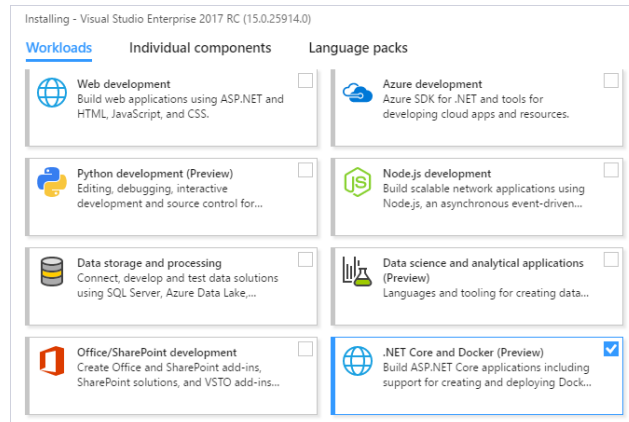 Installing - Visual Studio Enterprise 2017 RC (15.0.25914.0)
Workloads Individual components Language packs
Web development
Build web applications using ASP.NET and
HTML, JavaScript, and CSS.
Azure development
Azure SDK for .NET and tools for
developing cloud apps and resources.
Python development (Preview)
Editing, debugging, interactive
development and source control for...
JS
Node.js development
Build scalable network applications using
Node.js, an asynchronous event-driven...
Data storage and processing
Connect, develop and test data solutions
using SQL Server, Azure Data Lake,...
Data science and analytical applications
(Preview)
Languages and tooling for creating data...
Office/SharePoint development
Create Office and SharePoint add-ins,
SharePoint solutions, and VSTO add-ins...
.NET Core and Docker (Preview)
Build ASP.NET Core applications including
support for creating and deploying Dock...